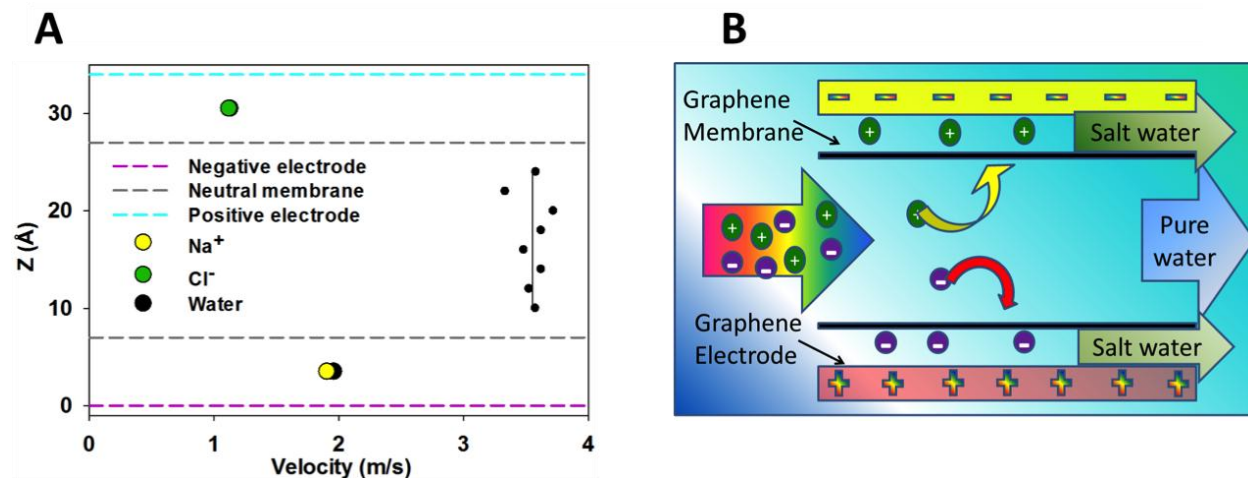 A
Z (Å)
30
20
10
0
Negative electrode
Neutral membrane
Positive electrode
Na+
Cl-
Water
0 1 2 3 4
Velocity (m/s)
B
Graphene
Membrane
- - - - - - -
+ + +
Salt water
+
+ - +
+
- - + -
-
Pure
water
Graphene
Electrode
- - -
Salt water
+ + + + + + +